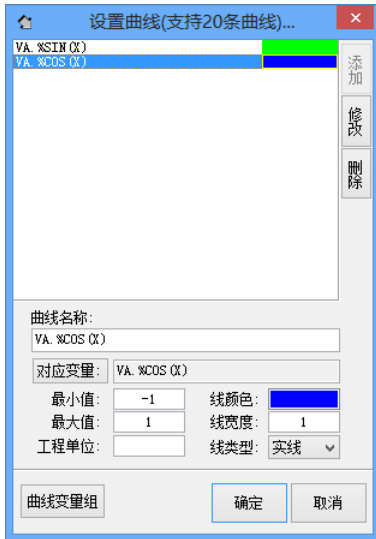 设置曲线(支持20条曲线)...
VA.%SIN(X)
VA.%COS(X)
添加
修改
删除
曲线名称:
VA.%COS(X)
对应变量: VA.%COS(X)
最小值: -1 线颜色:
最大值: 1 线宽度: 1
工程单位: 线类型: 实线
曲线变量组 确定 取消